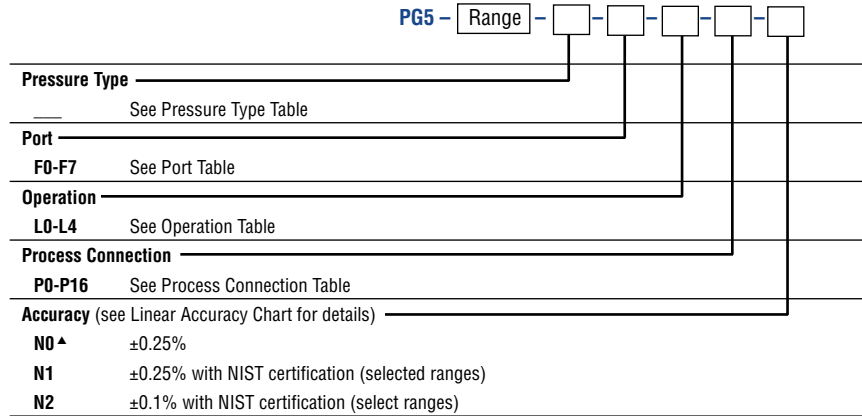 PG5 – Range – – – – –
Pressure Type
___ See Pressure Type Table
Port
F0-F7 See Port Table
Operation
L0-L4 See Operation Table
Process Connection
P0-P16 See Process Connection Table
Accuracy (see Linear Accuracy Chart for details)
N0▲ ±0.25%
N1 ±0.25% with NIST certification (selected ranges)
N2 ±0.1% with NIST certification (select ranges)